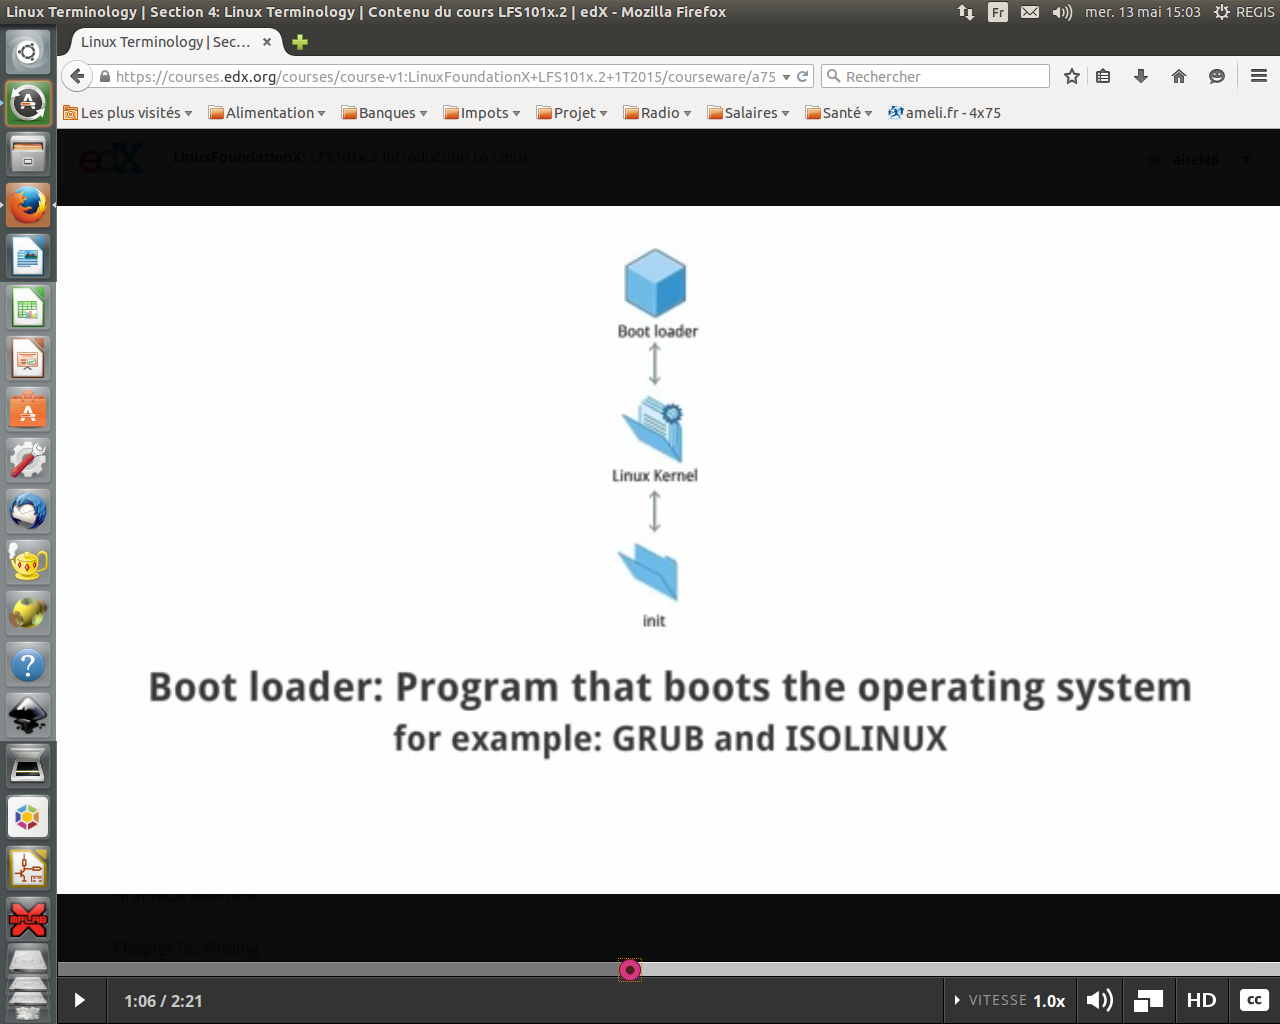 Linux Terminology | Section 4: Linux Terminology | Contenu du cours LFS101x.2 | edX - Mozilla Firefox
Fr
mer. 13 mai 15:03
REGIS
Linux Terminology | Sec...
https://courses.edx.org/courses/course-v1:LinuxFoundationX+LFS101x.2+1T2015/courseware/a75
Rechercher
Les plus visités
Alimentation
Banques
Impots
Projet
Radio
Salaires
Santé
ameli.fr - 4x75
edX
LinuxFoundationX: LFS101x.2 Introduction to Linux
airel46
Boot loader
Linux Kernel
init
Boot loader: Program that boots the operating system
for example: GRUB and ISOLINUX
Graphical Interface
Chapter 06: Finding
MPLAB
1:06 / 2:21
VITESSE 1.0x
HD
cc